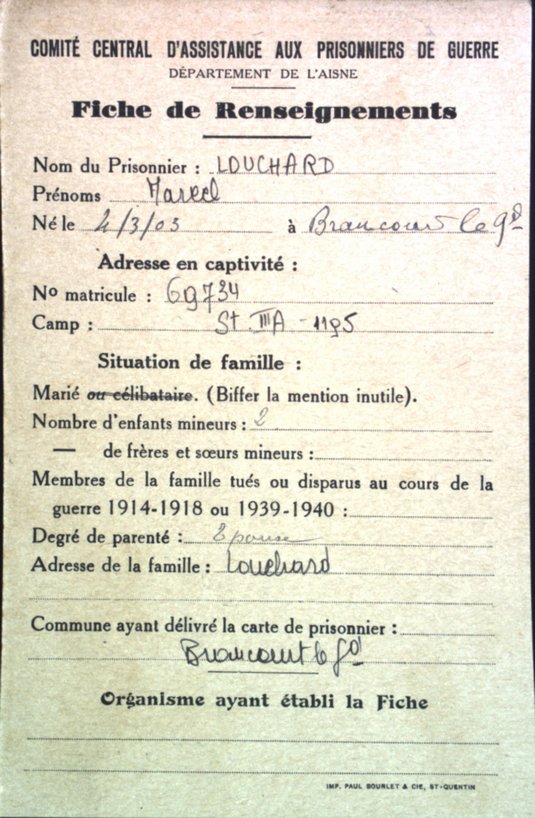 COMITÉ CENTRAL D'ASSISTANCE AUX PRISONNIERS DE GUERRE
DÉPARTEMENT DE L'AISNE
Fiche de Renseignements
Nom du Prisonnier : LOUCHARD
Prénoms Marcel
Né le 2/3/03 à Brancourt le Gd
Adresse en captivité :
No matricule : 69734
Camp : St IIIA - 1195
Situation de famille :
Marié ou célibataire. (Biffer la mention inutile).
Nombre d'enfants mineurs : 2
— de frères et sœurs mineurs :
Membres de la famille tués ou disparus au cours de la
guerre 1914-1918 ou 1939-1940 :
Degré de parenté : Epouse
Adresse de la famille : Louchard
Commune ayant délivré la carte de prisonnier :
Brancourt le Gd
Organisme ayant établi la Fiche
IMP. PAUL BOURLET & CIE, ST-QUENTIN